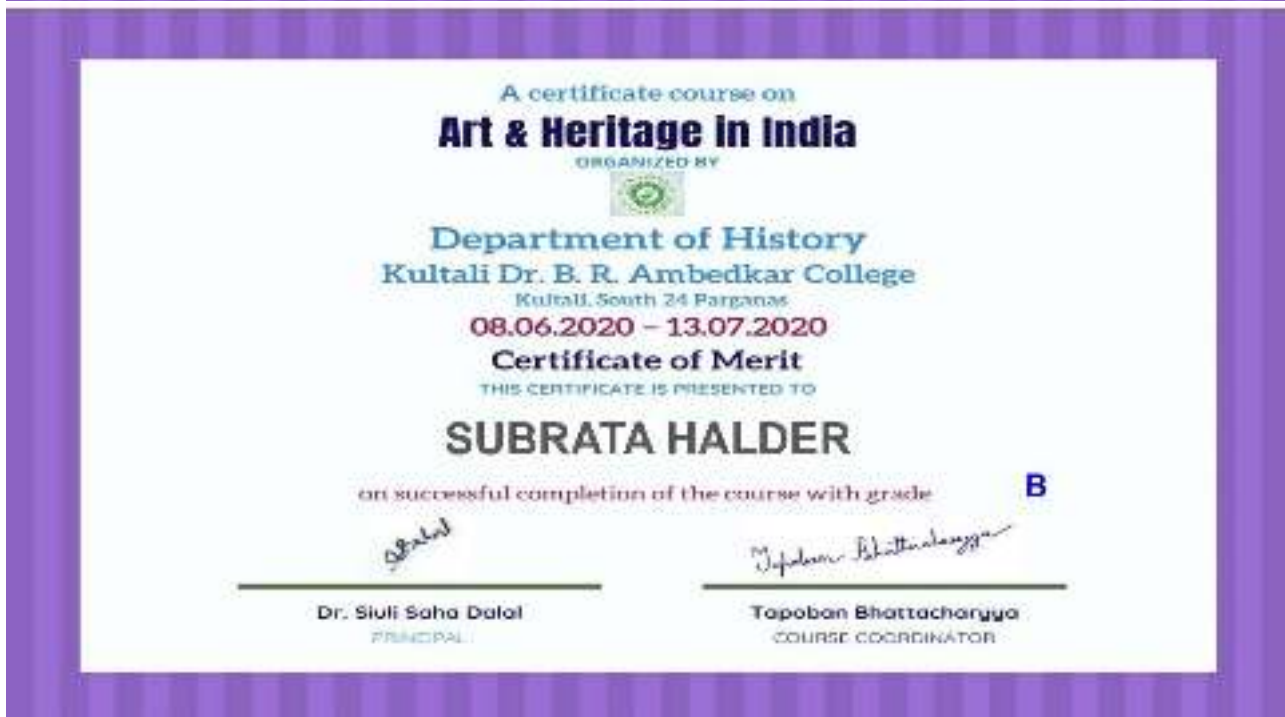 A certificate course on
Art & Heritage in India
ORGANIZED BY
Department of History
Kultali Dr. B. R. Ambedkar College
Kultali, South 24 Parganas
08.06.2020 – 13.07.2020
Certificate of Merit
THIS CERTIFICATE IS PRESENTED TO
SUBRATA HALDER
on successful completion of the course with grade B
Tapoban Bhattacharyya
Dr. Siuli Saha Dalal
Tapoban Bhattacharyya
PRINCIPAL
COURSE COORDINATOR